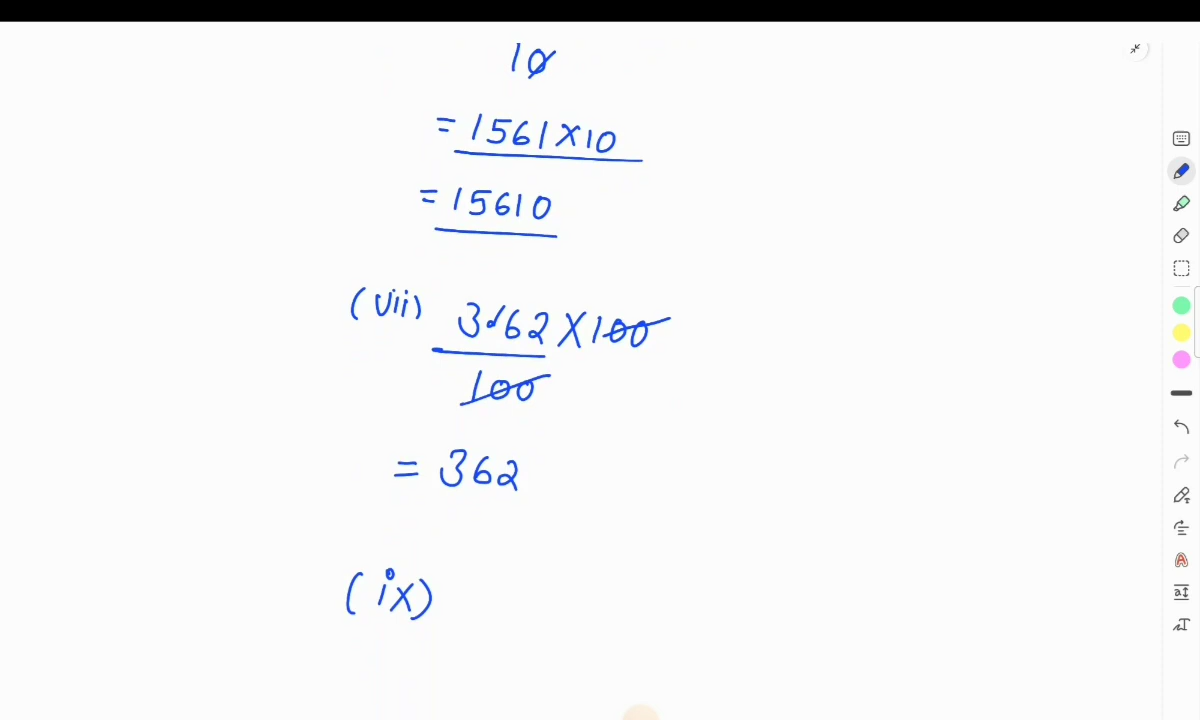 10
= 1561 × 10
= 15610
(vii) 3.62 × 100
100
= 362
(ix)